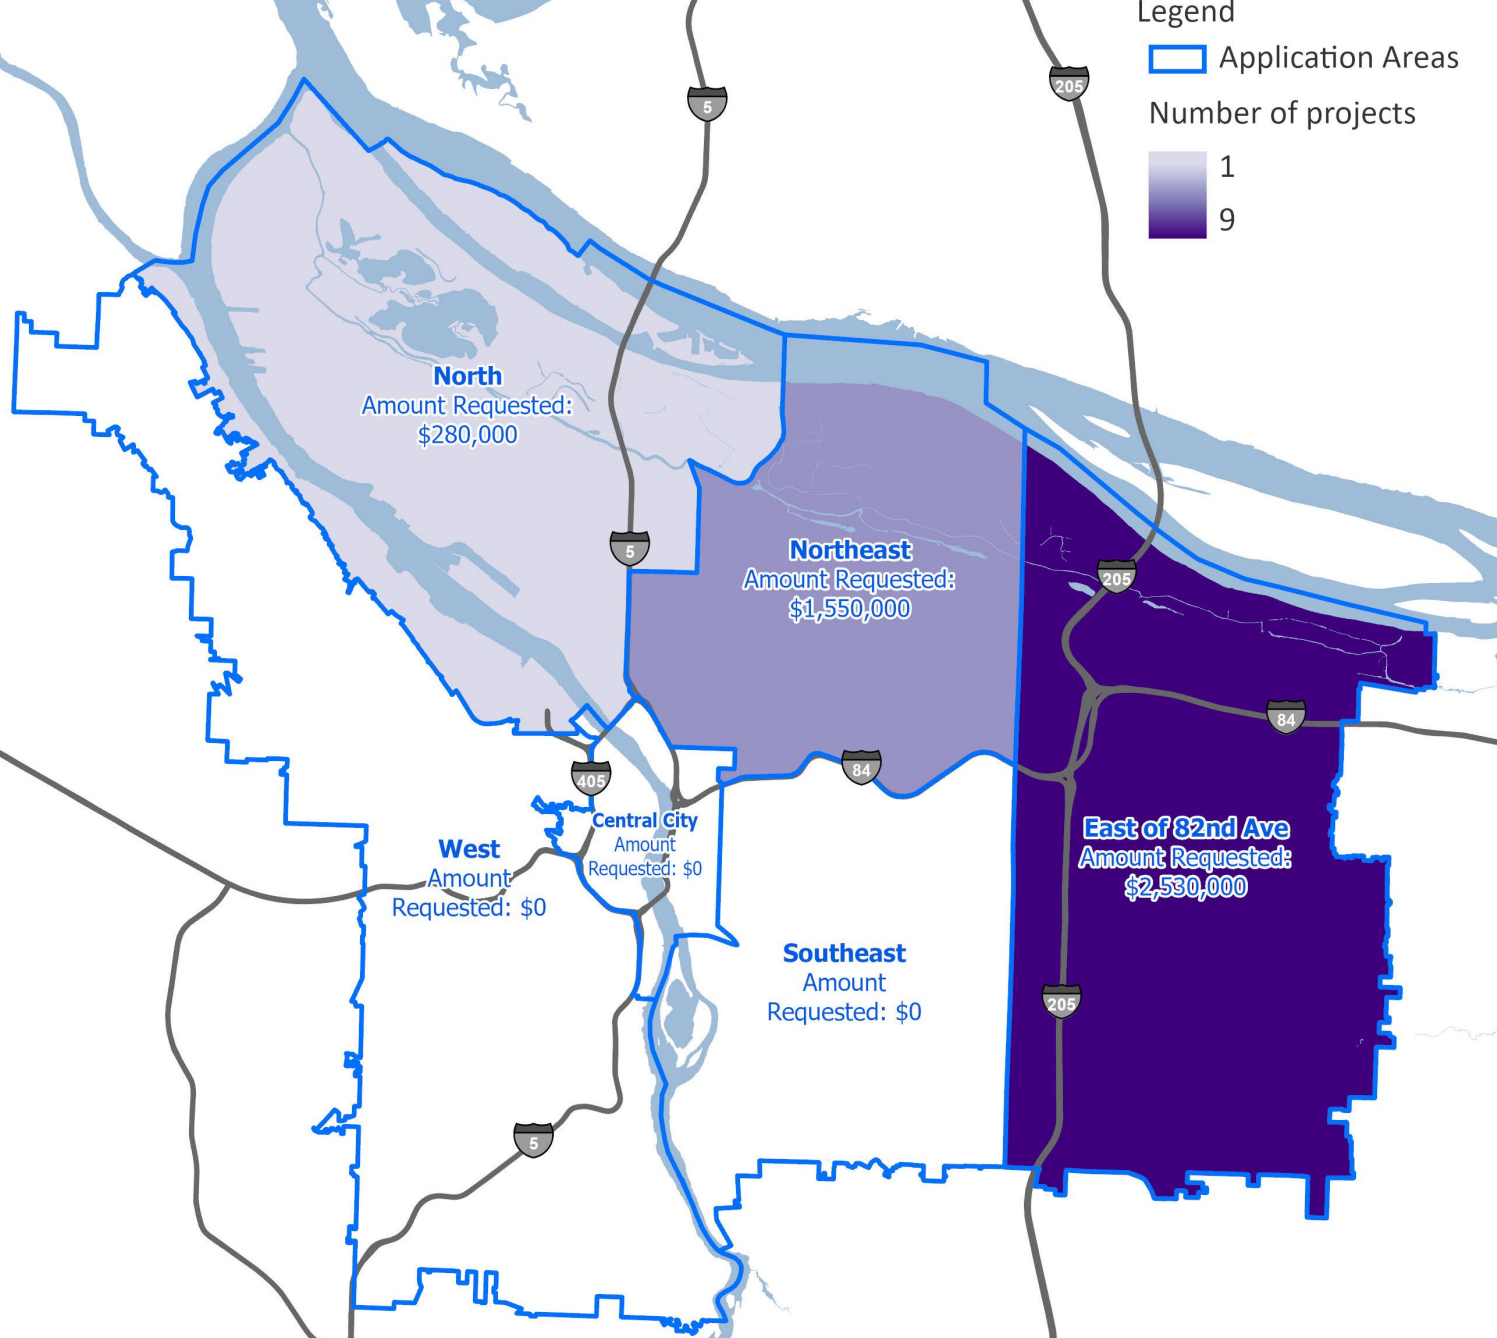 Legend
Application Areas
Number of projects
1
9
5
205
North
Amount Requested:
$280,000
5
Northeast
Amount Requested:
$1,550,000
205
84
84
405
Central City
Amount
Requested: $0
West
Amount
Requested: $0
East of 82nd Ave
Amount Requested:
$2,530,000
Southeast
Amount
Requested: $0
205
5